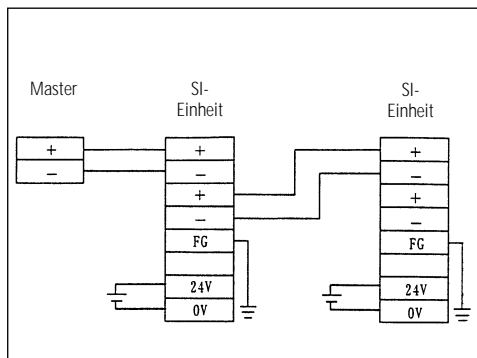 Master
SI-
Einheit
SI-
Einheit
+
−
+
−
+
−
FG
24V
0V
+
−
+
−
FG
24V
0V